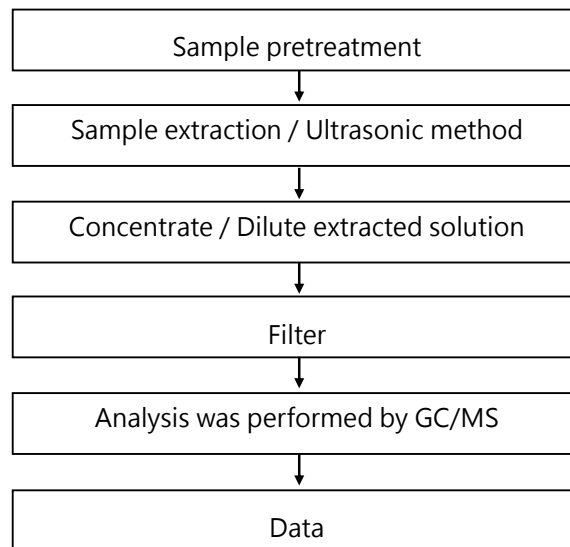 Sample pretreatment
Sample extraction / Ultrasonic method
Concentrate / Dilute extracted solution
Filter
Analysis was performed by GC/MS
Data